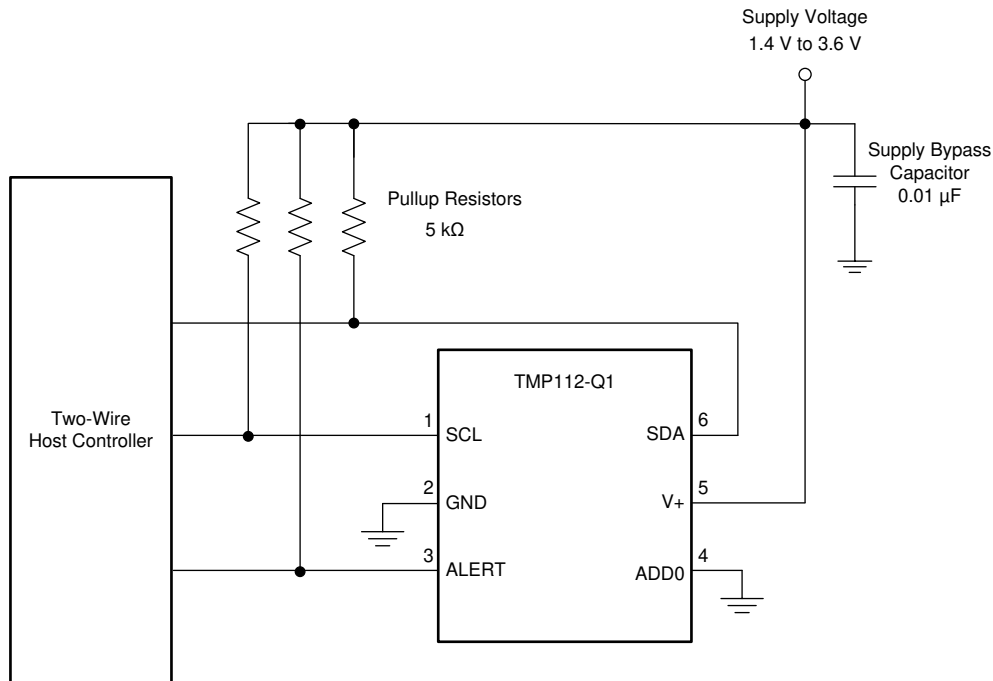 Supply Voltage
1.4 V to 3.6 V
Supply Bypass
Capacitor
0.01 µF
Pullup Resistors
5 kΩ
Two-Wire
Host Controller
TMP112-Q1
1
SCL
6
SDA
2
GND
5
V+
3
ALERT
4
ADD0